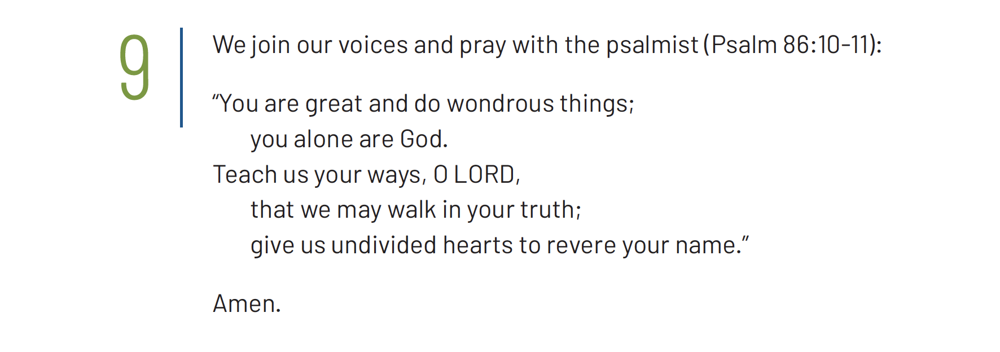 9
We join our voices and pray with the psalmist (Psalm 86:10-11):
“You are great and do wondrous things;
you alone are God.
Teach us your ways, O LORD,
that we may walk in your truth;
give us undivided hearts to revere your name.”
Amen.